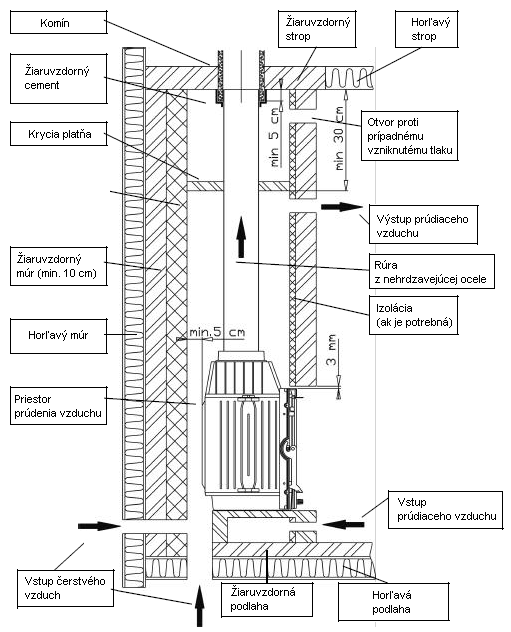 Komín
Žiaruvzdorný
strop
Horľavý
strop
Žiaruvzdorný
cement
Krycia platňa
min 5 cm
min 30 cm
Otvor proti
prípadnému
vzniknutému tlaku
Výstup prúdiaceho
vzduchu
Žiaruvzdorný
múr (min. 10 cm)
Rúra
z nehrdzavejúcej ocele
Izolácia
(ak je potrebná)
Horľavý múr
min. 5 cm
3 mm
Priestor
prúdenia vzduchu
Vstup
prúdiaceho vzduchu
Vstup čerstvého
vzduch
Žiaruvzdorná
podlaha
Horľavá
podlaha